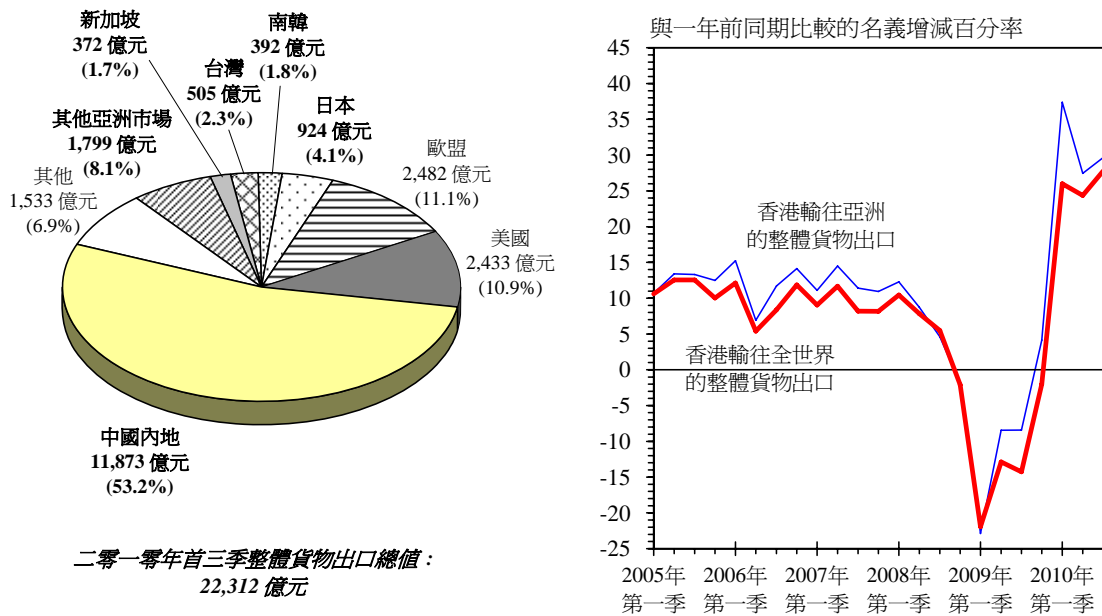 新加坡
372 億元
(1.7%)
南韓
392 億元
(1.8%)
台灣
505 億元
(2.3%)
日本
924 億元
(4.1%)
其他亞洲市場
1,799 億元
(8.1%)
歐盟
2,482 億元
(11.1%)
其他
1,533 億元
(6.9%)
美國
2,433 億元
(10.9%)
中國內地
11,873 億元
(53.2%)
二零一零年首三季整體貨物出口總值：
22,312 億元
與一年前同期比較的名義增減百分率
45
40
35
30
25
20
15
10
5
0
-5
-10
-15
-20
-25
香港輸往亞洲
的整體貨物出口
香港輸往全世界
的整體貨物出口
2005年 2006年 2007年 2008年 2009年 2010年
第一季 第一季 第一季 第一季 第一季 第一季